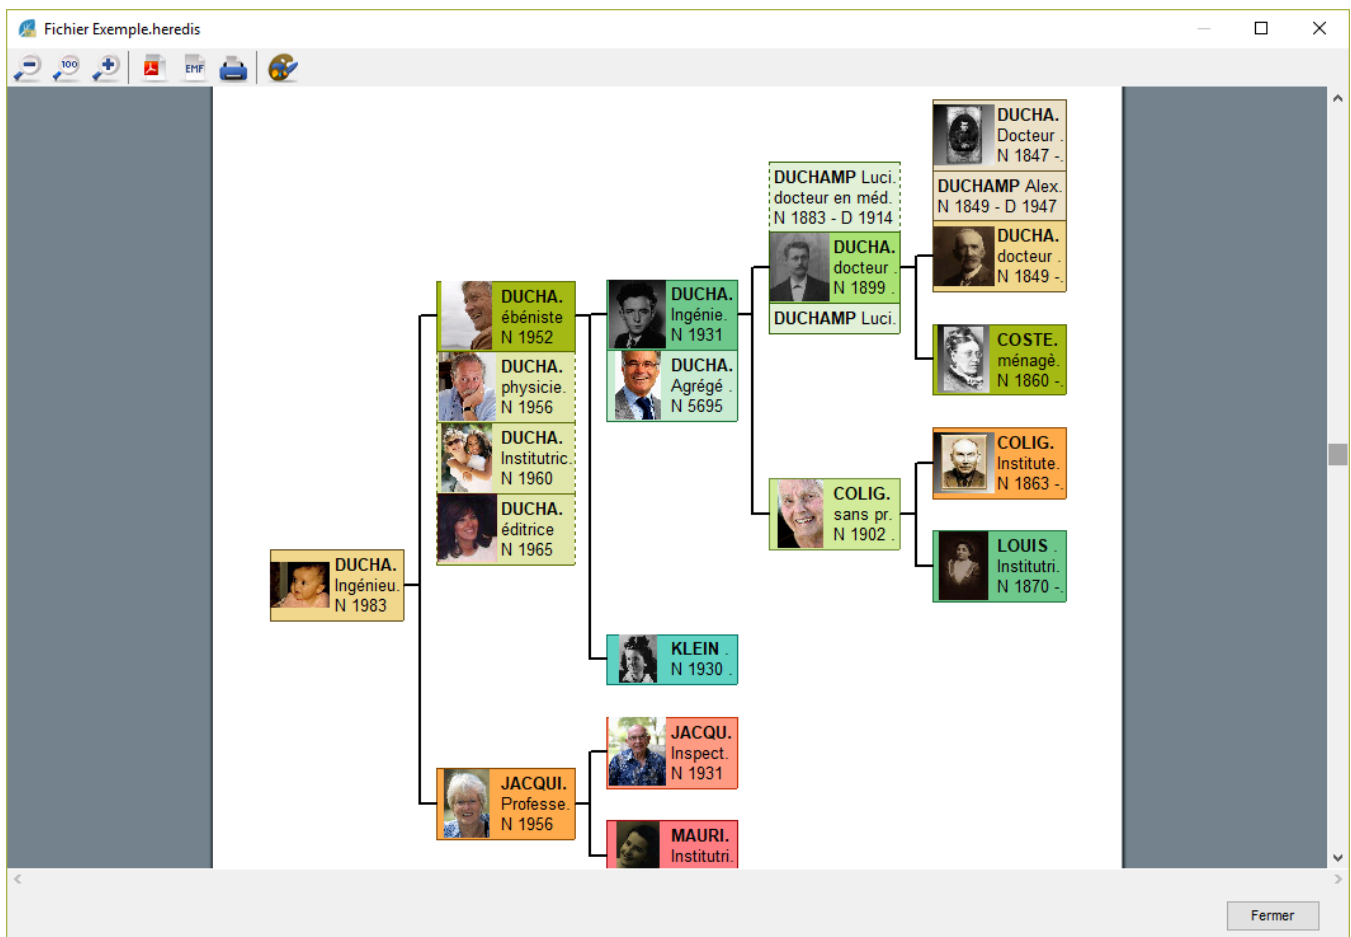 Fichier Exemple.heredis
100
EMF
DUCHA.
Ingénieu.
N 1983
DUCHA.
ébéniste
N 1952
DUCHA.
physicie.
N 1956
DUCHA.
Institutric.
N 1960
DUCHA.
éditrice
N 1965
JACQUI.
Professe.
N 1956
DUCHA.
Ingénie.
N 1931
DUCHA.
Agrégé .
N 5695
KLEIN .
N 1930 .
JACQU.
Inspect.
N 1931
MAURI.
Institutri.
DUCHAMP Luci.
docteur en méd.
N 1883 - D 1914
DUCHA.
docteur .
N 1899 .
DUCHAMP Luci.
COLIG.
sans pr.
N 1902 .
DUCHA.
Docteur .
N 1847 -.
DUCHAMP Alex.
N 1849 - D 1947
DUCHA.
docteur .
N 1849 -.
COSTE.
ménagè.
N 1860 -.
COLIG.
Institute.
N 1863 -.
LOUIS .
Institutri.
N 1870 -.
Fermer